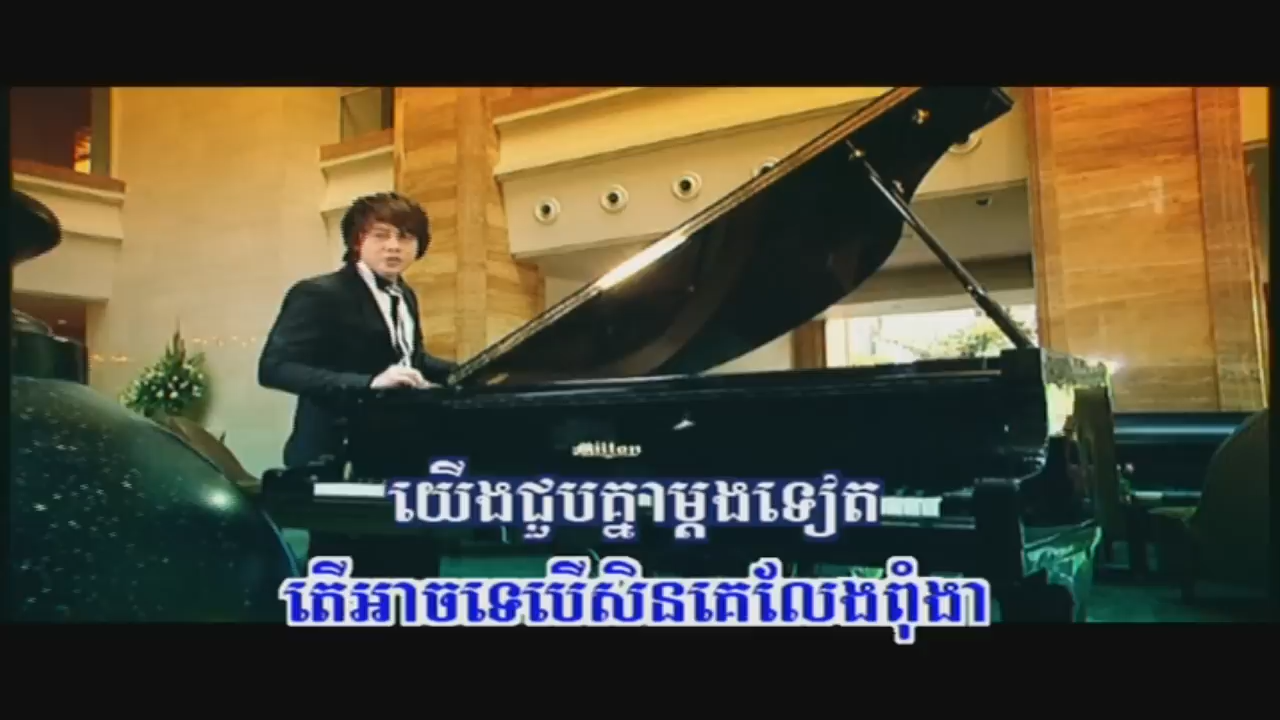 Milton
យើងជួបគ្នាម្តងទៀត
តើអាចទេបើសិនគេលែងពុំងា